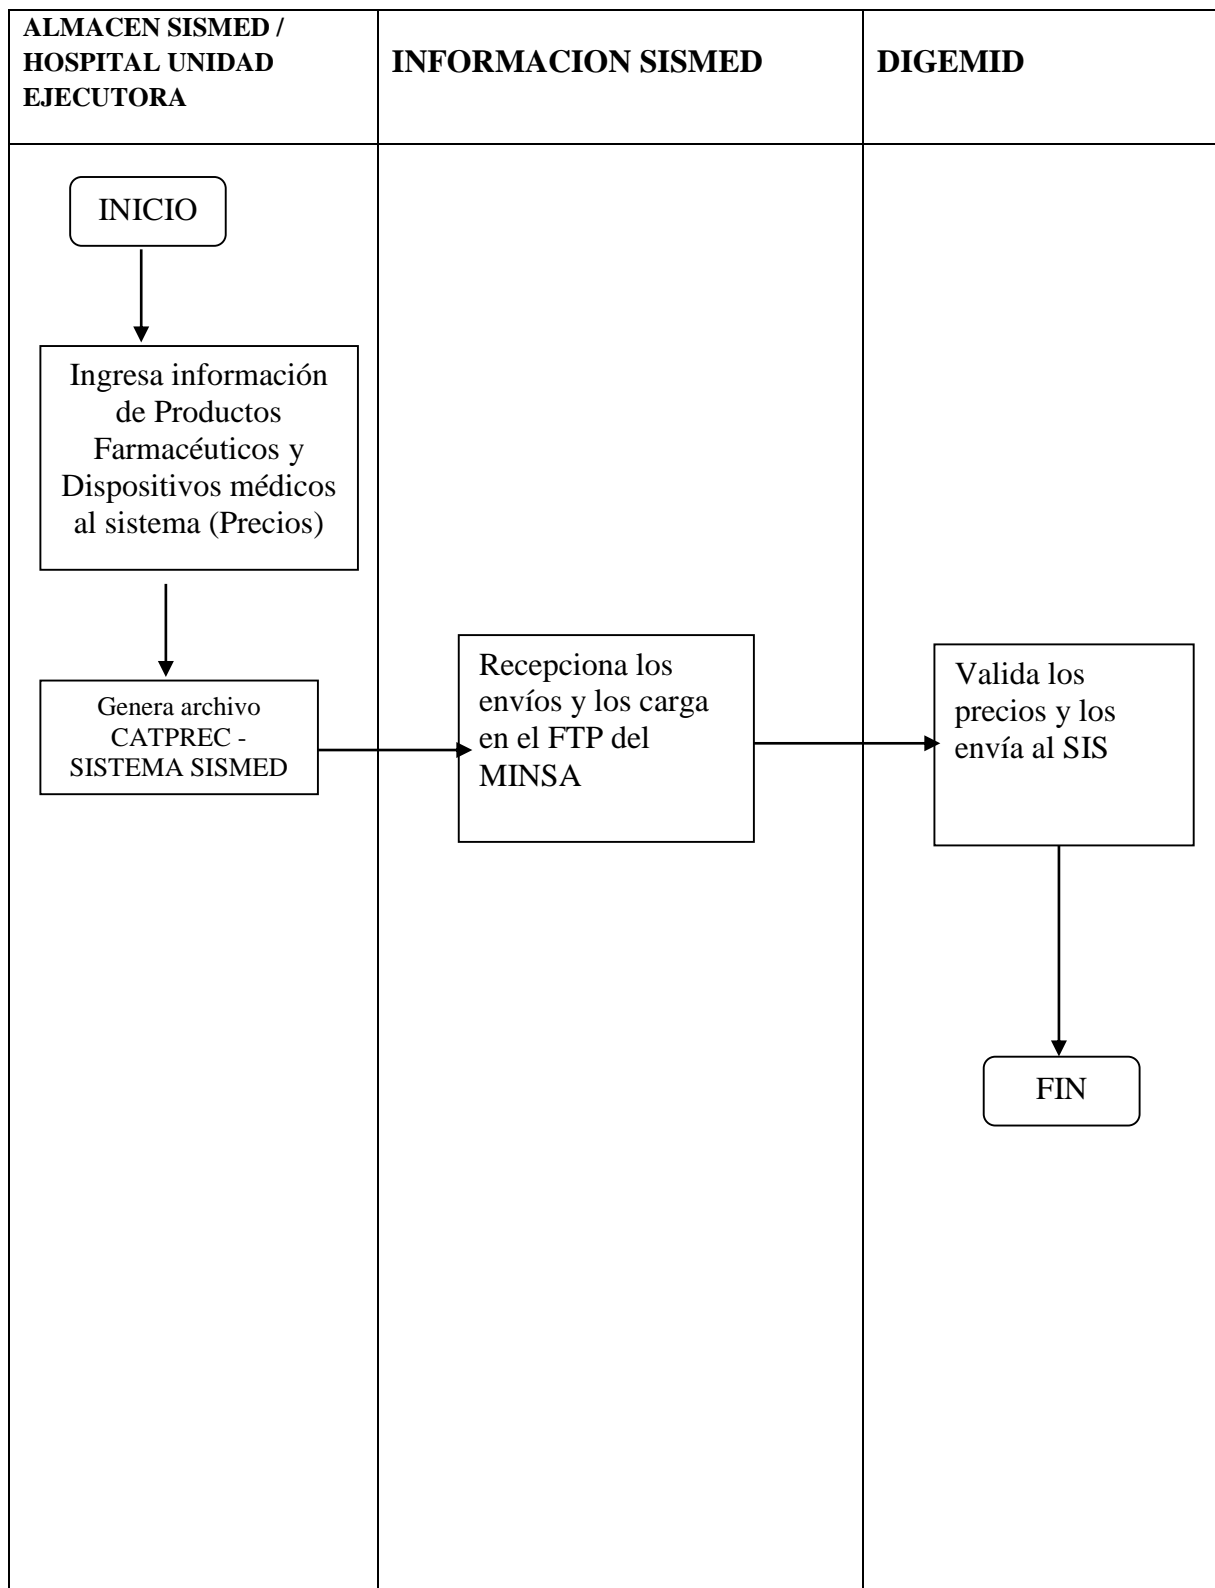 ALMACEN SISMED /
HOSPITAL UNIDAD
EJECUTORA
INFORMACION SISMED
DIGEMID
INICIO
Ingresa información
de Productos
Farmacéuticos y
Dispositivos médicos
al sistema (Precios)
Genera archivo
CATPREC -
SISTEMA SISMED
Recepciona los
envíos y los carga
en el FTP del
MINSA
Valida los
precios y los
envía al SIS
FIN